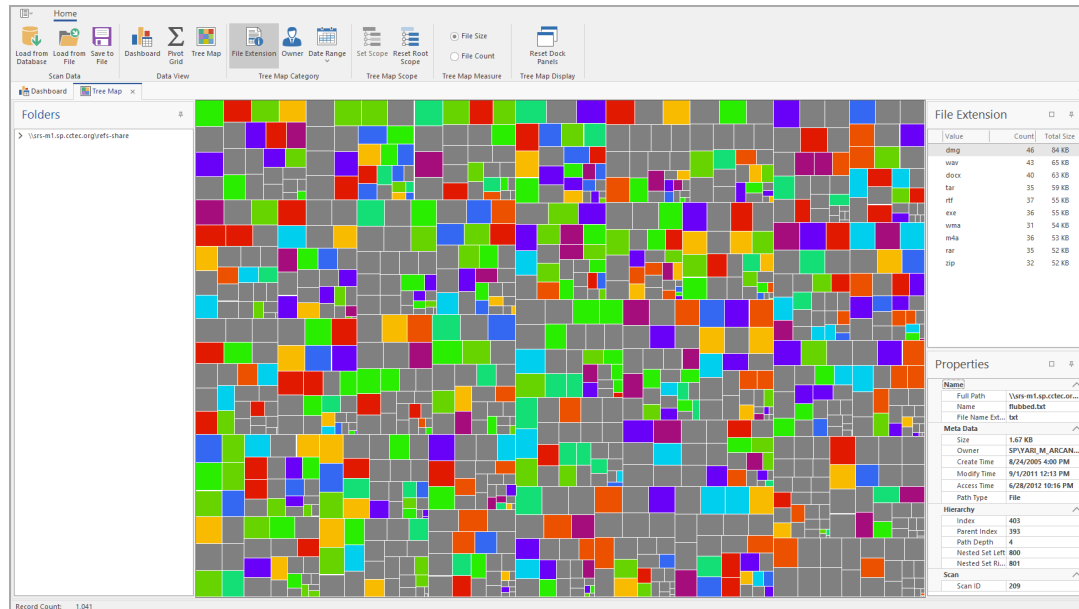 Home
Load from Database
Load from File
Save to File
Dashboard
Pivot Grid
Tree Map
File Extension
Owner
Date Range
Set Scope
Reset Root Scope
File Size
File Count
Reset Dock Panels
Scan Data
Data View
Tree Map Category
Tree Map Scope
Tree Map Measure
Tree Map Display
Dashboard
Tree Map ×
Folders
\\srs-m1.sp.cctec.org\refs-share
File Extension
Value Count Total Size
dmg 46 84 KB
wav 43 65 KB
docx 40 63 KB
tar 35 59 KB
rtf 37 55 KB
exe 36 55 KB
wma 31 54 KB
m4a 36 53 KB
rar 35 52 KB
zip 32 52 KB
Properties
Name
Full Path \\srs-m1.sp.cctec.or...
Name flubbed.txt
File Name Ext... txt
Meta Data
Size 1.67 KB
Owner SP\YARI_M_ARCAN...
Create Time 8/24/2005 4:00 PM
Modify Time 9/1/2011 12:13 PM
Access Time 6/28/2012 10:16 PM
Path Type File
Hierarchy
Index 403
Parent Index 393
Path Depth 4
Nested Set Left 800
Nested Set Ri... 801
Scan
Scan ID 209
Record Count: 1,041